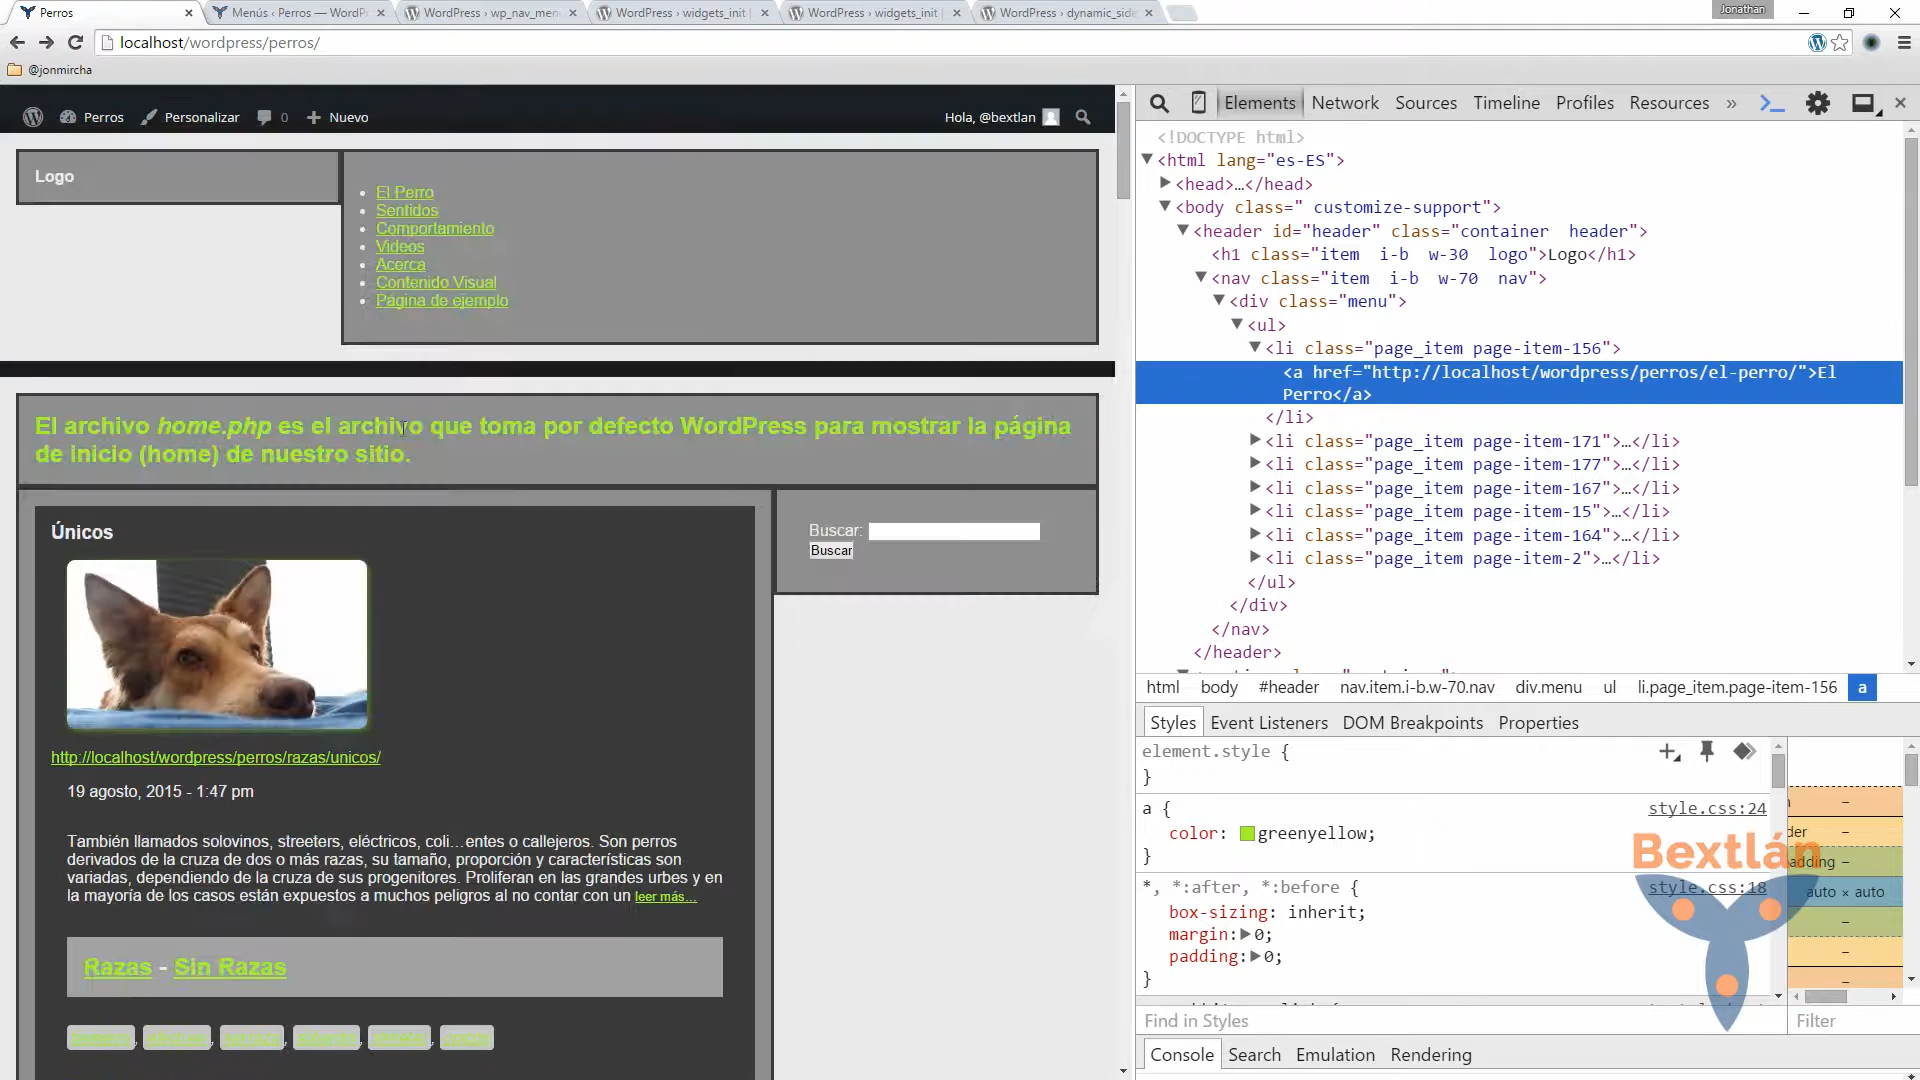 Perros
Menús ‹ Perros — WordP
WordPress › wp_nav_men
WordPress › widgets_init
WordPress › widgets_init
WordPress › dynamic_side
Jonathan
localhost/wordpress/perros/
@jonmircha
Perros
Personalizar
0
Nuevo
Hola, @bextlan
Logo
El Perro
Sentidos
Comportamiento
Videos
Acerca
Contenido Visual
Página de ejemplo
El archivo home.php es el archivo que toma por defecto WordPress para mostrar la página
de inicio (home) de nuestro sitio.
Únicos
http://localhost/wordpress/perros/razas/unicos/
19 agosto, 2015 - 1:47 pm
También llamados solovinos, streeters, eléctricos, coli…entes o callejeros. Son perros
derivados de la cruza de dos o más razas, su tamaño, proporción y características son
variadas, dependiendo de la cruza de sus progenitores. Proliferan en las grandes urbes y en
la mayoría de los casos están expuestos a muchos peligros al no contar con un leer más...
Razas - Sin Razas
Buscar:
Buscar
Elements Network Sources Timeline Profiles Resources »
<!DOCTYPE html>
<html lang="es-ES">
<head>…</head>
<body class=" customize-support">
<header id="header" class="container  header">
<h1 class="item  i-b  w-30  logo">Logo</h1>
<nav class="item  i-b  w-70  nav">
<div class="menu">
<ul>
<li class="page_item page-item-156">
<a href="http://localhost/wordpress/perros/el-perro/">El
Perro</a>
</li>
<li class="page_item page-item-171">…</li>
<li class="page_item page-item-177">…</li>
<li class="page_item page-item-167">…</li>
<li class="page_item page-item-15">…</li>
<li class="page_item page-item-164">…</li>
<li class="page_item page-item-2">…</li>
</ul>
</div>
</nav>
</header>
html body #header nav.item.i-b.w-70.nav div.menu ul li.page_item.page-item-156 a
Styles Event Listeners DOM Breakpoints Properties
element.style {
}
a {
style.css:24
color: greenyellow;
}
*, *:after, *:before {
style.css:18
box-sizing: inherit;
margin: 0;
padding: 0;
}
Bextlán
adding –
auto × auto
Find in Styles
Filter
Console Search Emulation Rendering